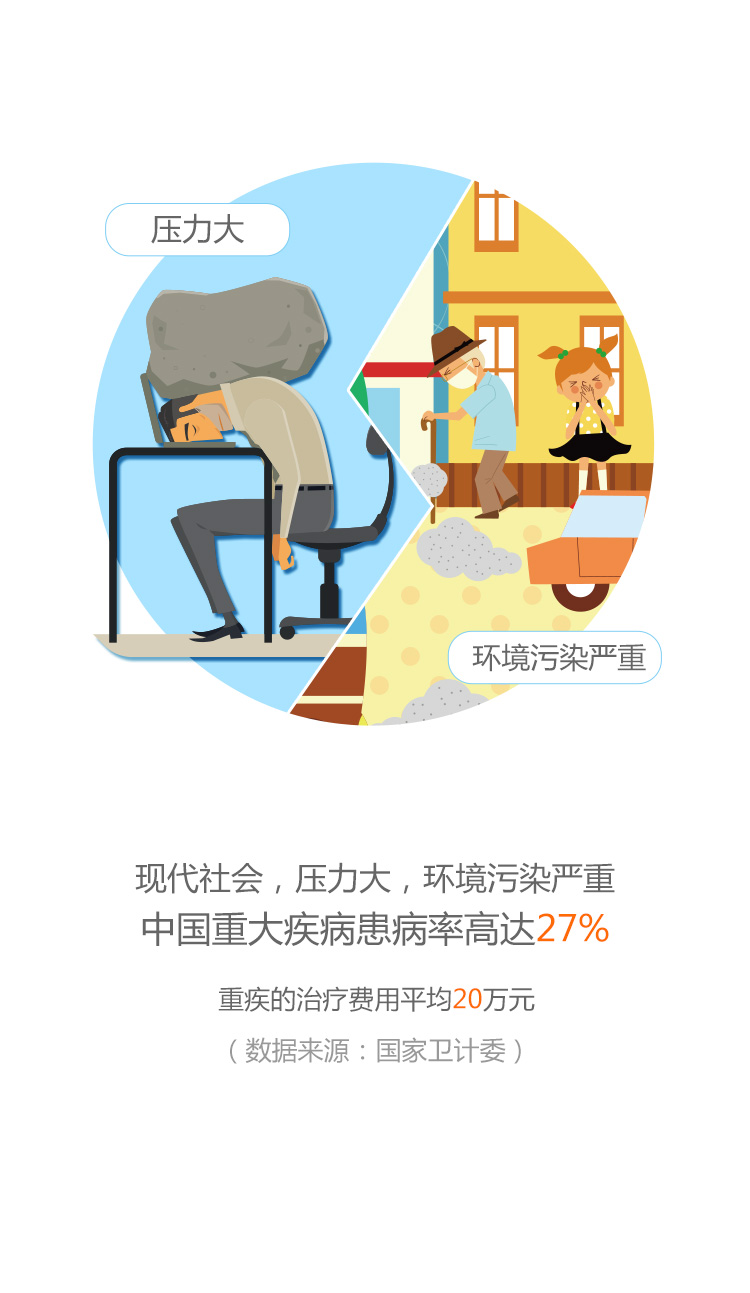 压力大
环境污染严重
现代社会，压力大，环境污染严重
中国重大疾病患病率高达27%
重疾的治疗费用平均20万元
（数据来源：国家卫计委）